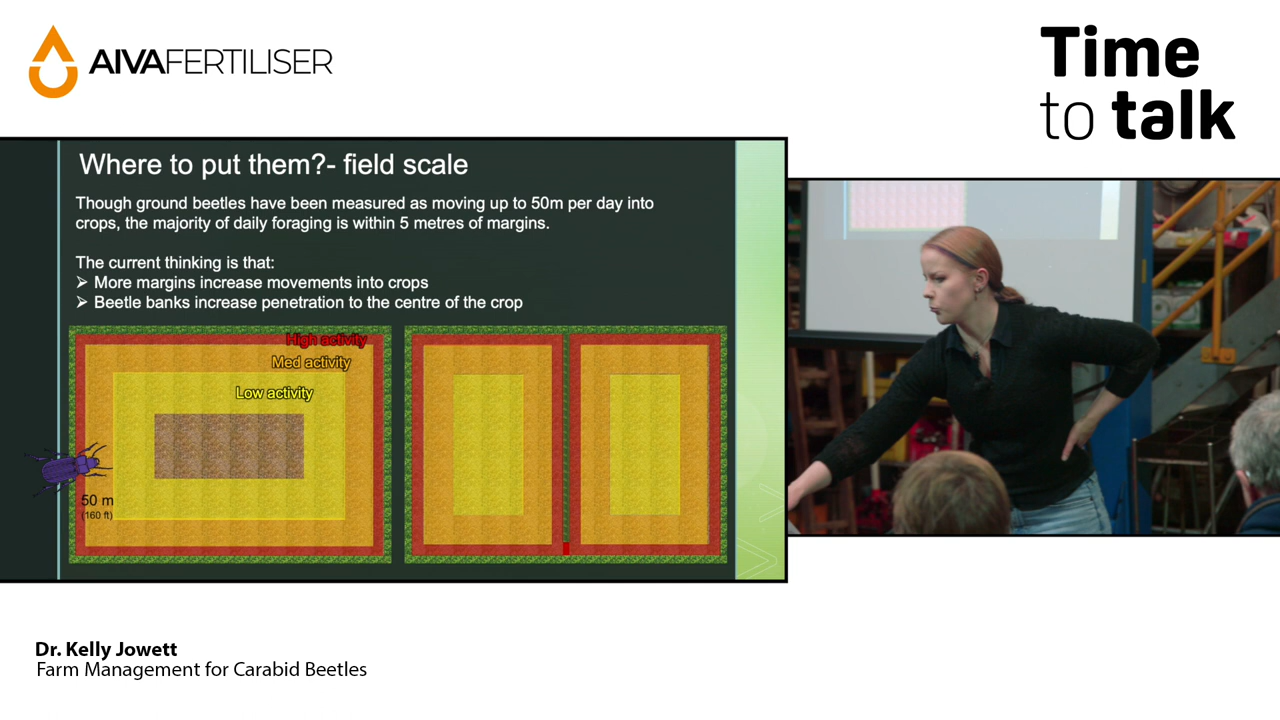 AIVAFERTILISER
Time
to talk
Where to put them?- field scale
Though ground beetles have been measured as moving up to 50m per day into
crops, the majority of daily foraging is within 5 metres of margins.
The current thinking is that:
More margins increase movements into crops
Beetle banks increase penetration to the centre of the crop
High activity
Med activity
Low activity
50 m
(160 ft)
Dr. Kelly Jowett
Farm Management for Carabid Beetles